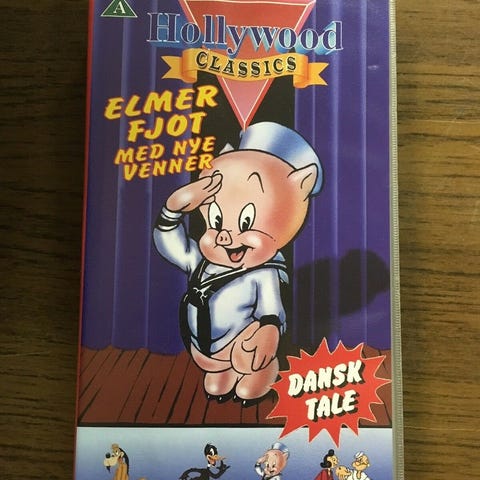 A
Hollywood
CLASSICS
ELMER
FJOT
MED NYE
VENNER
DANSK
TALE